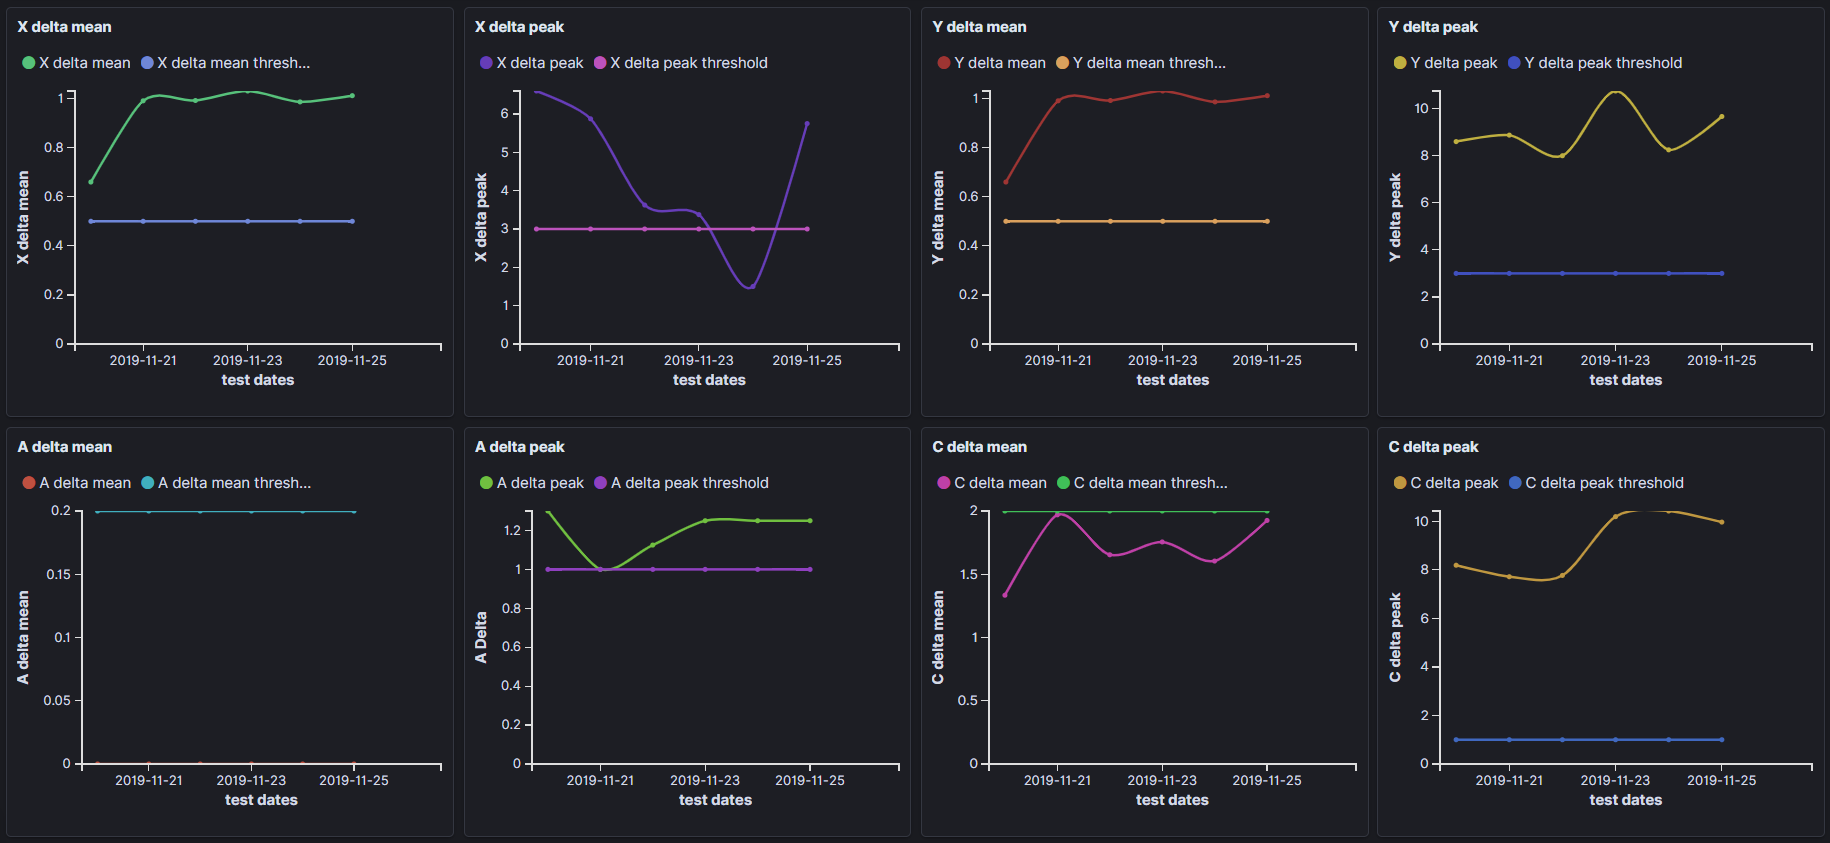 X delta mean
X delta mean X delta mean thresh...
X delta mean
1
0.8
0.6
0.4
0.2
0
2019-11-21 2019-11-23 2019-11-25
test dates
X delta peak
X delta peak X delta peak threshold
X delta peak
6
5
4
3
2
1
0
2019-11-21 2019-11-23 2019-11-25
test dates
Y delta mean
Y delta mean Y delta mean thresh...
Y delta mean
1
0.8
0.6
0.4
0.2
0
2019-11-21 2019-11-23 2019-11-25
test dates
Y delta peak
Y delta peak Y delta peak threshold
Y delta peak
10
8
6
4
2
0
2019-11-21 2019-11-23 2019-11-25
test dates
A delta mean
A delta mean A delta mean thresh...
A delta mean
0.2
0.15
0.1
0.05
0
2019-11-21 2019-11-23 2019-11-25
test dates
A delta peak
A delta peak A delta peak threshold
A Delta
1.2
1
0.8
0.6
0.4
0.2
0
2019-11-21 2019-11-23 2019-11-25
test dates
C delta mean
C delta mean C delta mean thresh...
C delta mean
2
1.5
1
0.5
0
2019-11-21 2019-11-23 2019-11-25
test dates
C delta peak
C delta peak C delta peak threshold
C delta peak
10
8
6
4
2
0
2019-11-21 2019-11-23 2019-11-25
test dates